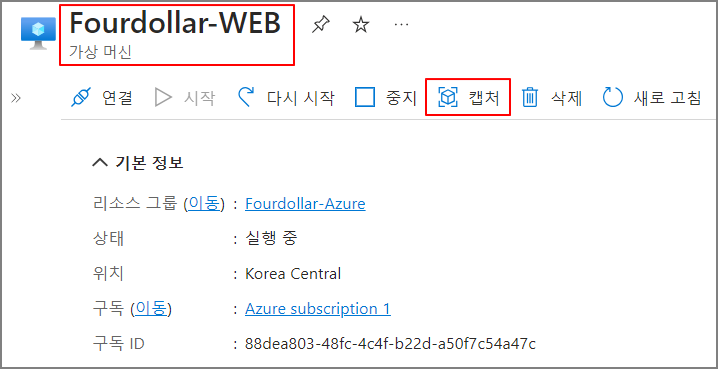 Fourdollar-WEB
가상 머신
연결 시작 다시 시작 중지 캡처 삭제 새로 고침
기본 정보
리소스 그룹 (이동) : Fourdollar-Azure
상태 : 실행 중
위치 : Korea Central
구독 (이동) : Azure subscription 1
구독 ID : 88dea803-48fc-4c4f-b22d-a50f7c54a47c